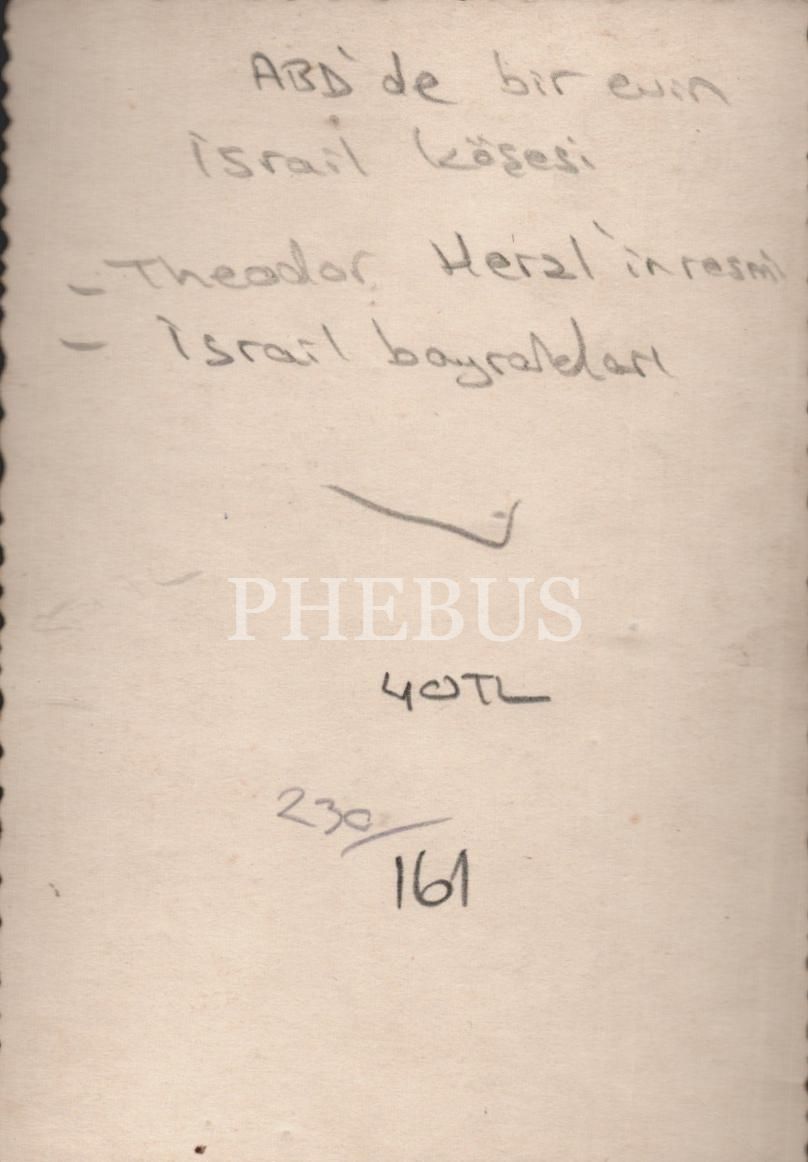 ABD'de bir evin
İsrail köşesi
- Theodor Herzl'in resmi
- İsrail bayrakları
PHEBUS
40TL
230
161